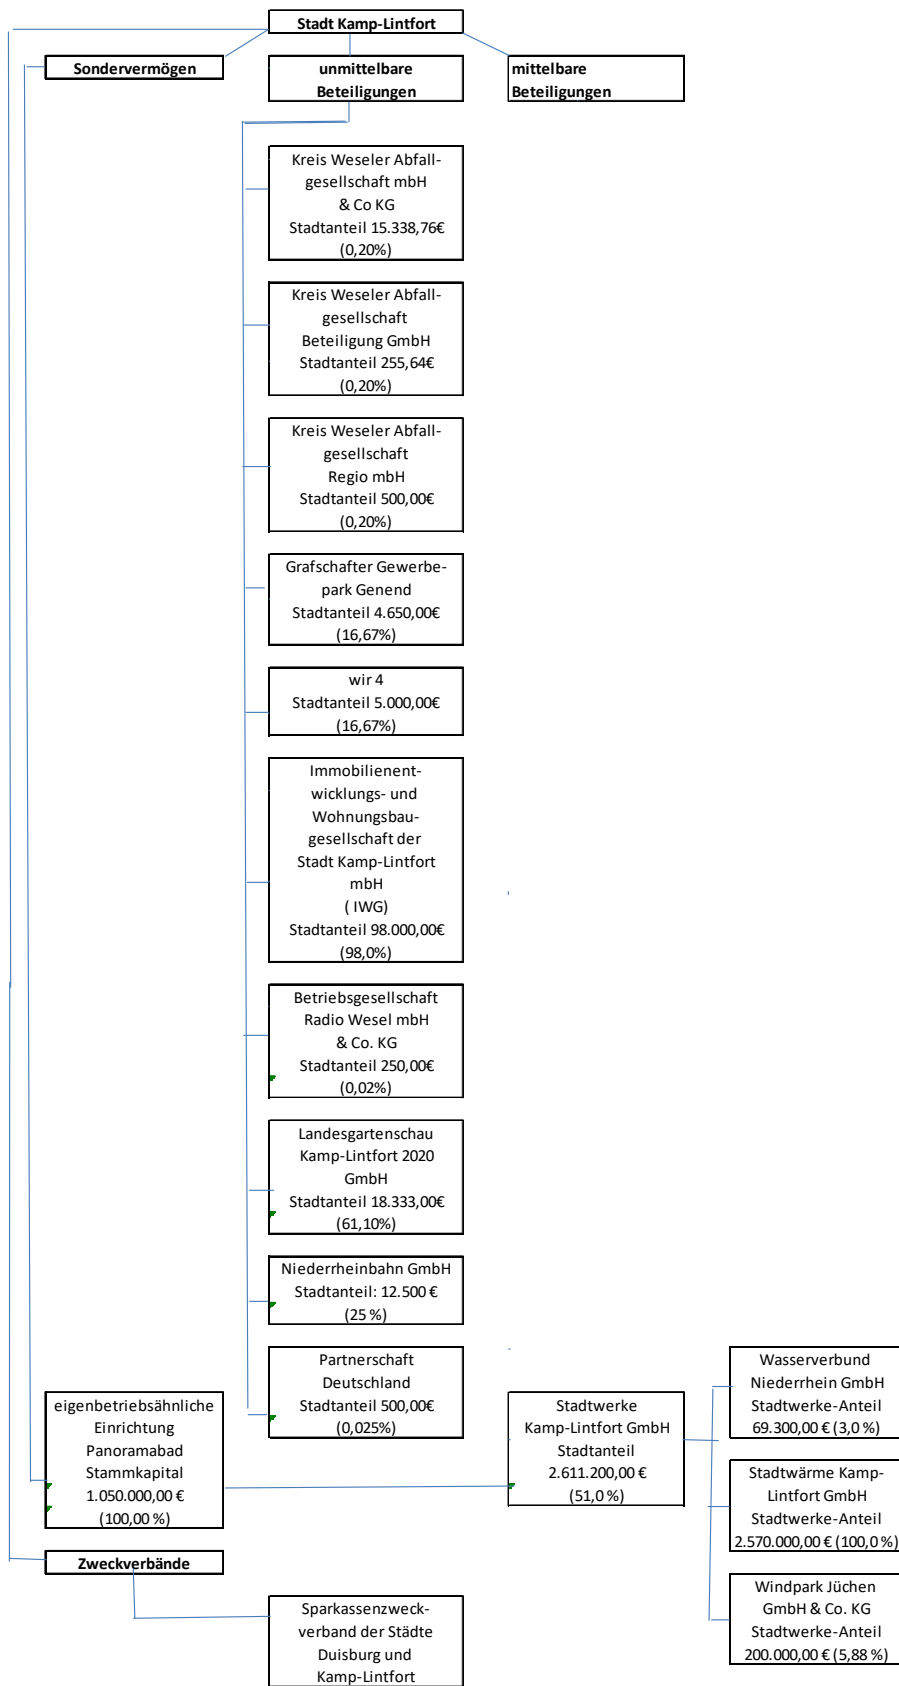 Stadt Kamp-Lintfort
Sondervermögen
unmittelbare
Beteiligungen
mittelbare
Beteiligungen
Kreis Weseler Abfall-
gesellschaft mbH
& Co KG
Stadtanteil 15.338,76€
(0,20%)
Kreis Weseler Abfall-
gesellschaft
Beteiligung GmbH
Stadtanteil 255,64€
(0,20%)
Kreis Weseler Abfall-
gesellschaft
Regio mbH
Stadtanteil 500,00€
(0,20%)
Grafschafter Gewerbe-
park Genend
Stadtanteil 4.650,00€
(16,67%)
wir 4
Stadtanteil 5.000,00€
(16,67%)
Immobilienent-
wicklungs- und
Wohnungsbau-
gesellschaft der
Stadt Kamp-Lintfort
mbH
( IWG)
Stadtanteil 98.000,00€
(98,0%)
Betriebsgesellschaft
Radio Wesel mbH
& Co. KG
Stadtanteil 250,00€
(0,02%)
Landesgartenschau
Kamp-Lintfort 2020
GmbH
Stadtanteil 18.333,00€
(61,10%)
Niederrheinbahn GmbH
Stadtanteil: 12.500 €
(25 %)
Partnerschaft
Deutschland
Stadtanteil 500,00€
(0,025%)
eigenbetriebsähnliche
Einrichtung
Panoramabad
Stammkapital
1.050.000,00 €
(100,00 %)
Stadtwerke
Kamp-Lintfort GmbH
Stadtanteil
2.611.200,00 €
(51,0 %)
Wasserverbund
Niederrhein GmbH
Stadtwerke-Anteil
69.300,00 € (3,0 %)
Stadtwärme Kamp-
Lintfort GmbH
Stadtwerke-Anteil
2.570.000,00 € (100,0 %)
Windpark Jüchen
GmbH & Co. KG
Stadtwerke-Anteil
200.000,00 € (5,88 %)
Zweckverbände
Sparkassenzweck-
verband der Städte
Duisburg und
Kamp-Lintfort